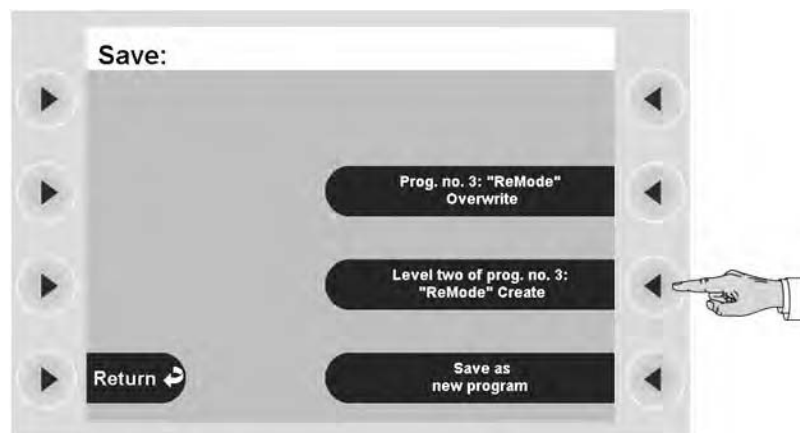 Save:
Prog. no. 3: "ReMode"
Overwrite
Level two of prog. no. 3:
"ReMode" Create
Return
Save as
new program